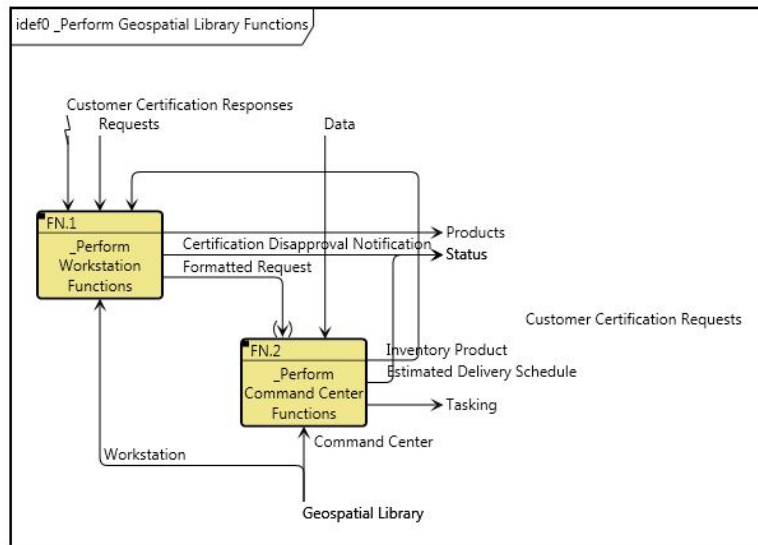 idef0 _Perform Geospatial Library Functions
Customer Certification Responses
Requests
Data
FN.1
_Perform
Workstation
Functions
Products
Certification Disapproval Notification
Status
Formatted Request
Customer Certification Requests
( )
FN.2
_Perform
Command Center
Functions
Inventory Product
Estimated Delivery Schedule
Tasking
Command Center
Workstation
Geospatial Library